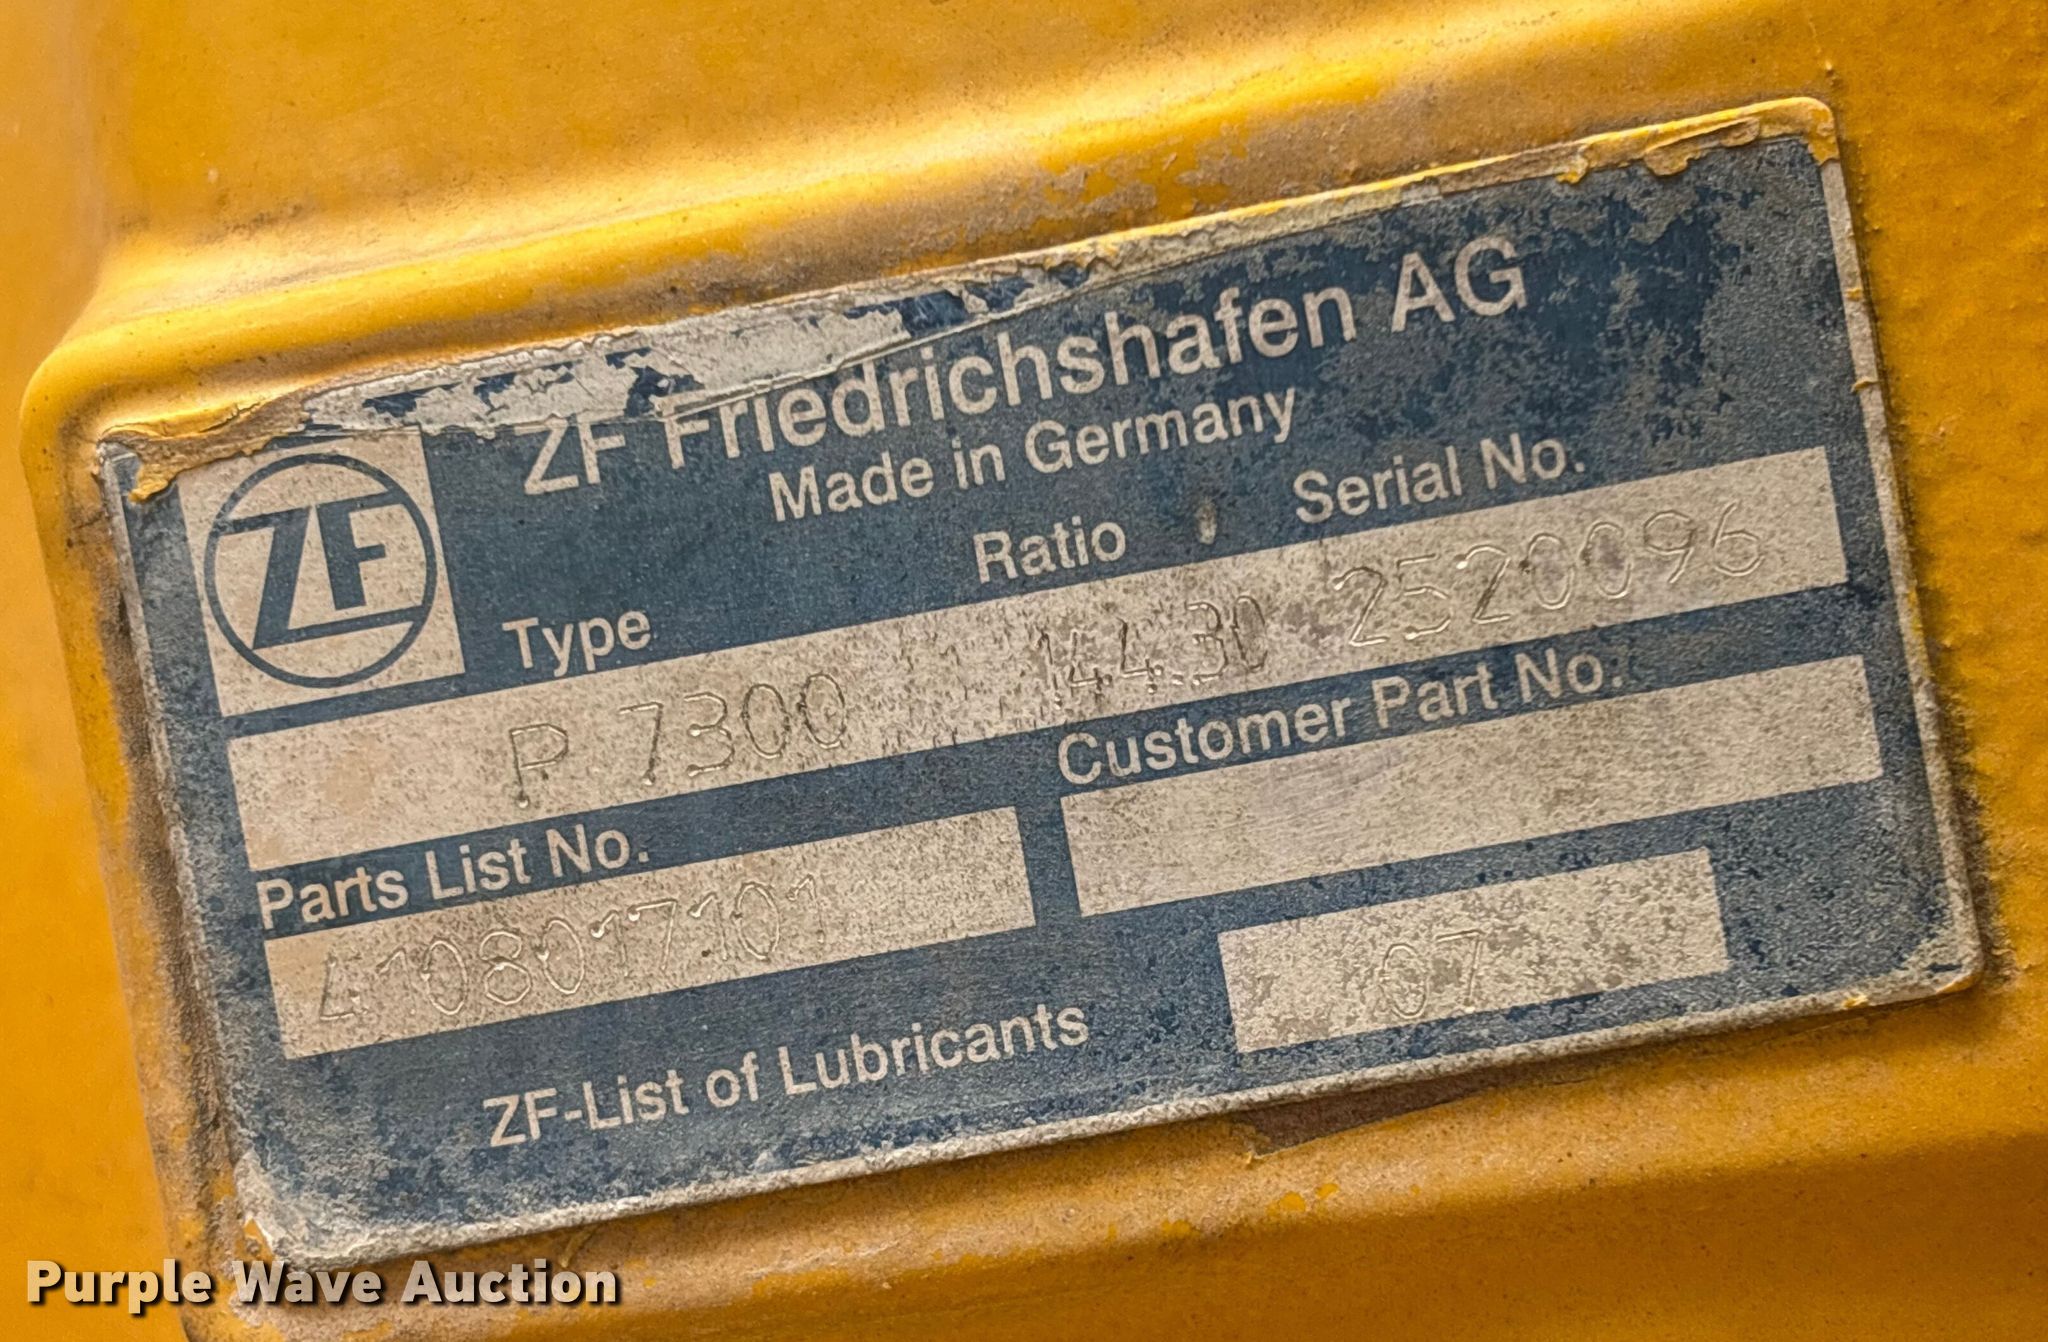 ZF Friedrichshafen AG
Made in Germany
ZF
Type Ratio Serial No.
P 7300 144.30 2520096
Parts List No. Customer Part No.
4108017101
ZF-List of Lubricants 07
Purple Wave Auction